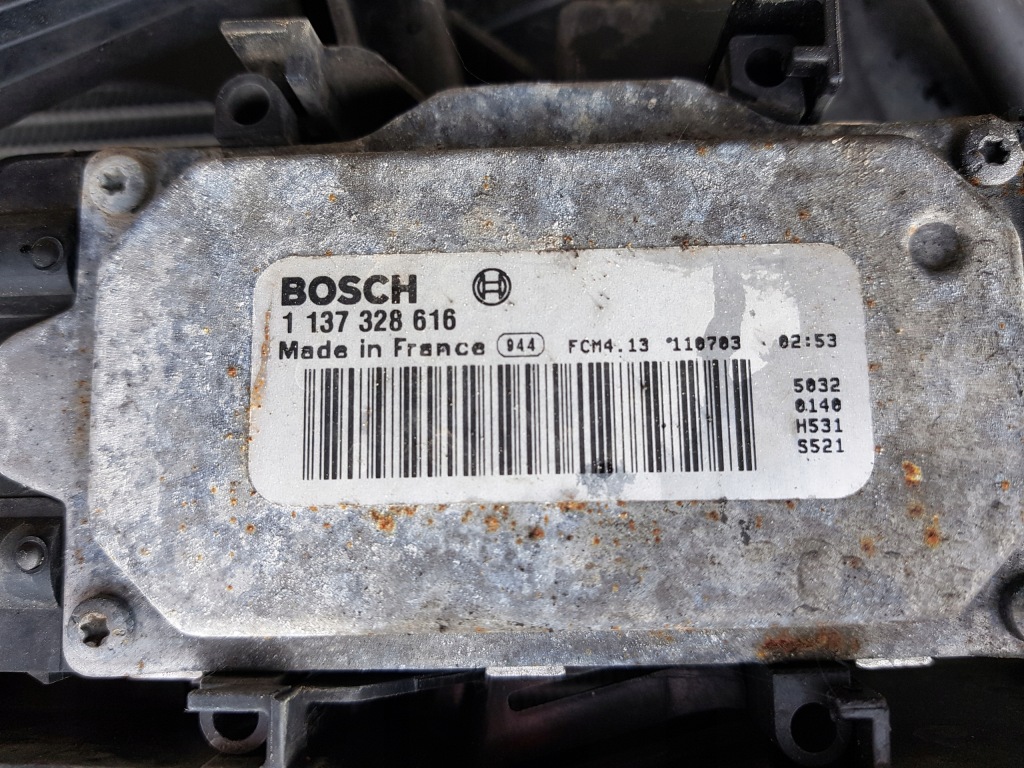 BOSCH
1 137 328 616
Made in France 944 FCM4.13 110703 02:53
5032
0140
H531
S521